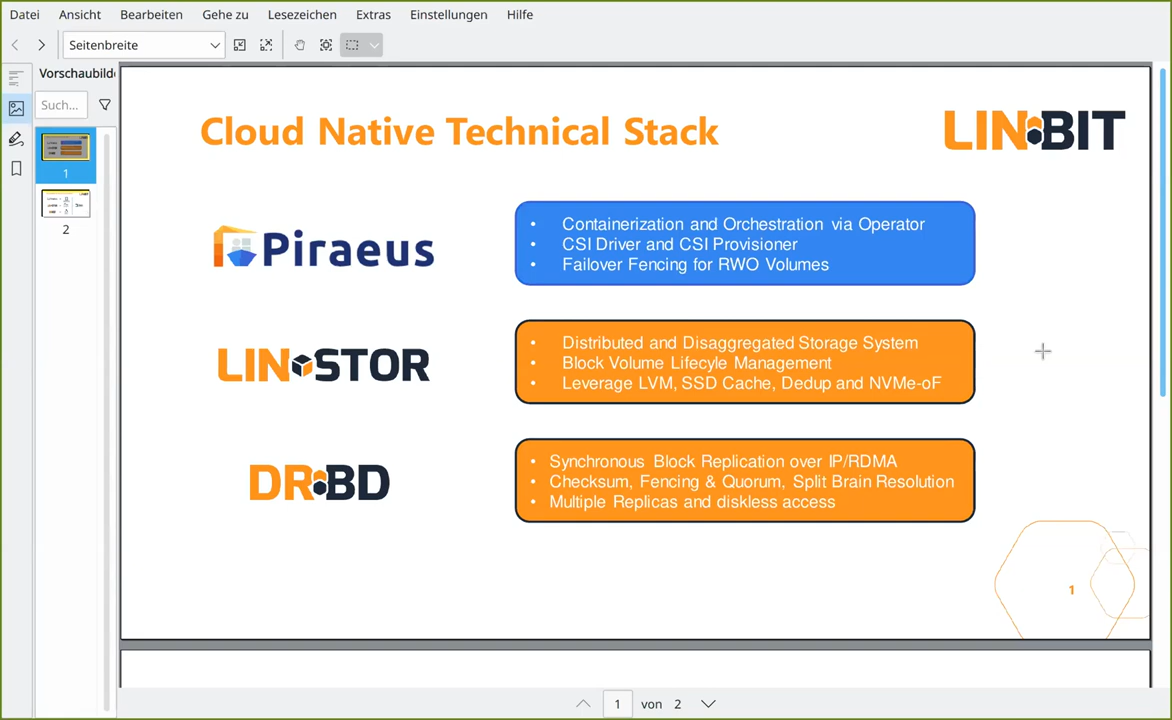 Datei Ansicht Bearbeiten Gehe zu Lesezeichen Extras Einstellungen Hilfe
Seitenbreite
Vorschaubild
Such...
1
2
Cloud Native Technical Stack
LINBIT
Piraeus
• Containerization and Orchestration via Operator
• CSI Driver and CSI Provisioner
• Failover Fencing for RWO Volumes
LINSTOR
• Distributed and Disaggregated Storage System
• Block Volume Lifecyle Management
• Leverage LVM, SSD Cache, Dedup and NVMe-oF
DRBD
• Synchronous Block Replication over IP/RDMA
• Checksum, Fencing & Quorum, Split Brain Resolution
• Multiple Replicas and diskless access
1
1 von 2